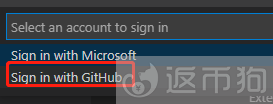 Select an account to sign in
Sign in with Microsoft
Sign in with GitHub
返币狗